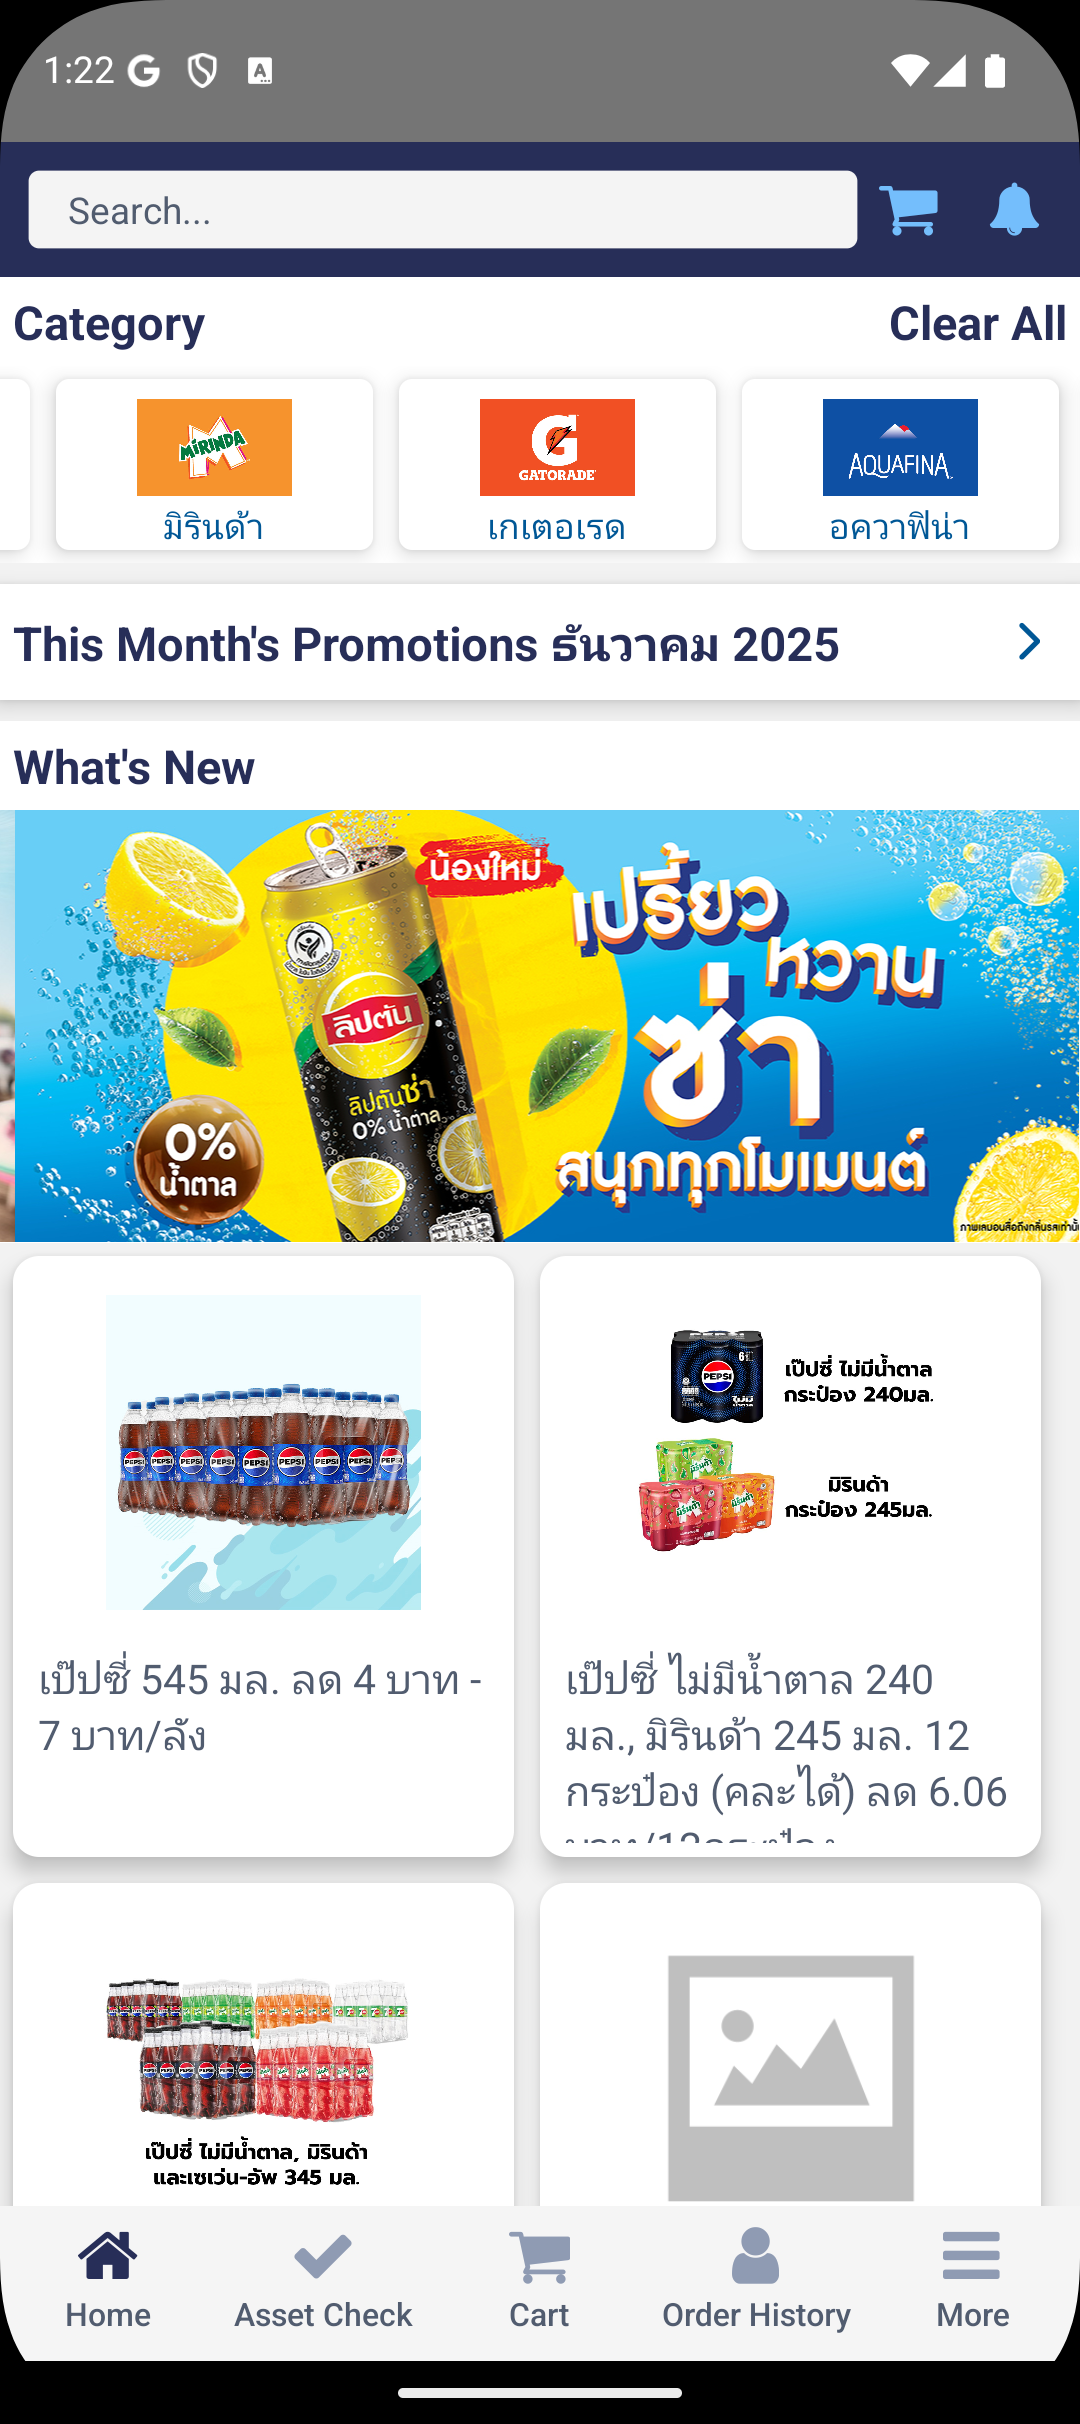 1:22
Search...
Category
Clear All
MIRINDA
GATORADE
AQUAFINA
มิรินด้า
เกเตอเรด
อควาฟิน่า
This Month's Promotions ธันวาคม 2025
What's New
น้องใหม่
เปรี้ยว
หวาน
ซ่า
สนุกทุกโมเมนต์
ลิปตัน
ลิปตันซ่า
0% น้ำตาล
0%
น้ำตาล
PEPSI
เป๊ปซี่ ไม่มีน้ำตาล
กระป๋อง 240มล.
มิรินด้า
กระป๋อง 245มล.
เป๊ปซี่ 545 มล. ลด 4 บาท -
7 บาท/ลัง
เป๊ปซี่ ไม่มีน้ำตาล 240
มล., มิรินด้า 245 มล. 12
กระป๋อง (คละได้) ลด 6.06
บาท/12กระป๋อง
เป๊ปซี่ ไม่มีน้ำตาล, มิรินด้า
และเซเว่น-อัพ 345 มล.
Home
Asset Check
Cart
Order History
More